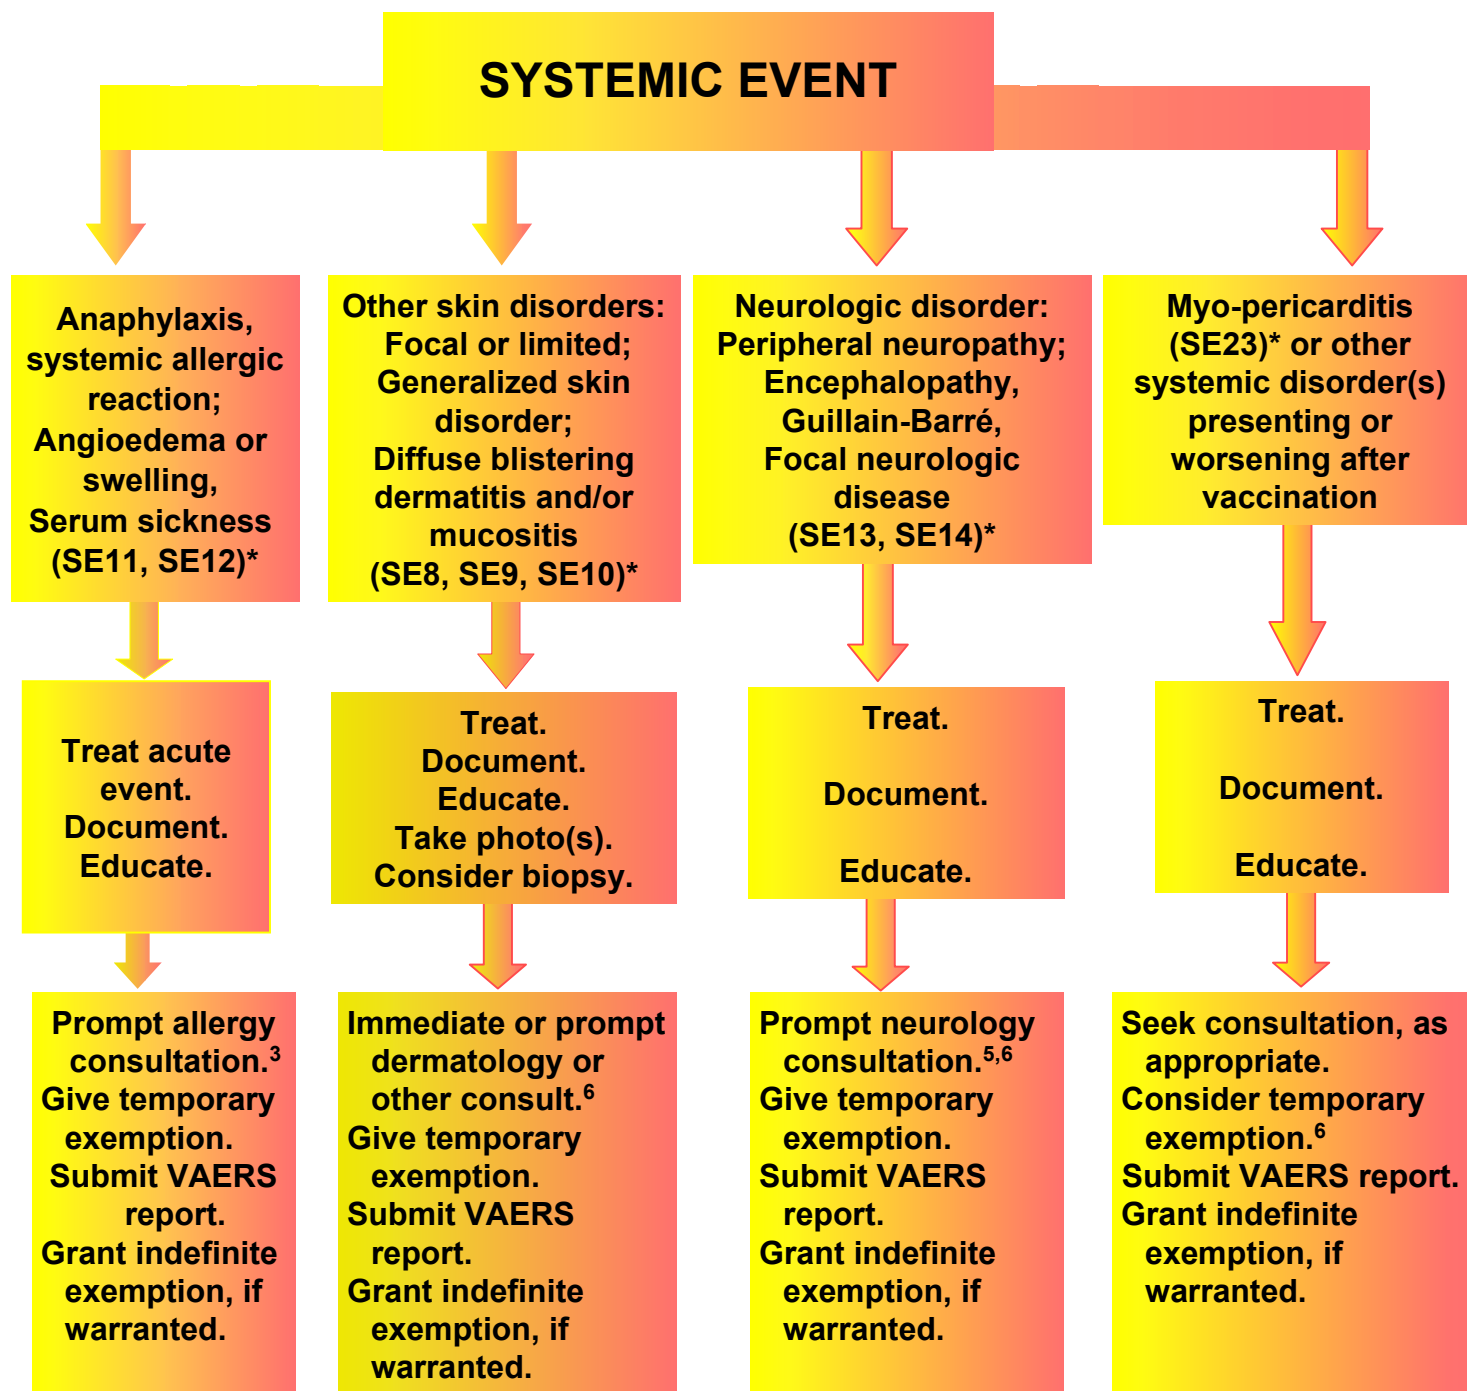 SYSTEMIC EVENT
Anaphylaxis,
systemic allergic
reaction;
Angioedema or
swelling,
Serum sickness
(SE11, SE12)*
Other skin disorders:
Focal or limited;
Generalized skin
disorder;
Diffuse blistering
dermatitis and/or
mucositis
(SE8, SE9, SE10)*
Neurologic disorder:
Peripheral neuropathy;
Encephalopathy,
Guillain-Barré,
Focal neurologic
disease
(SE13, SE14)*
Myo-pericarditis
(SE23)* or other
systemic disorder(s)
presenting or
worsening after
vaccination
Treat acute
event.
Document.
Educate.
Treat.
Document.
Educate.
Take photo(s).
Consider biopsy.
Treat.
Document.
Educate.
Treat.
Document.
Educate.
Prompt allergy
consultation.3
Give temporary
exemption.
Submit VAERS
report.
Grant indefinite
exemption, if
warranted.
Immediate or prompt
dermatology or
other consult.6
Give temporary
exemption.
Submit VAERS
report.
Grant indefinite
exemption, if
warranted.
Prompt neurology
consultation.5,6
Give temporary
exemption.
Submit VAERS
report.
Grant indefinite
exemption, if
warranted.
Seek consultation, as
appropriate.
Consider temporary
exemption.6
Submit VAERS report.
Grant indefinite
exemption, if
warranted.